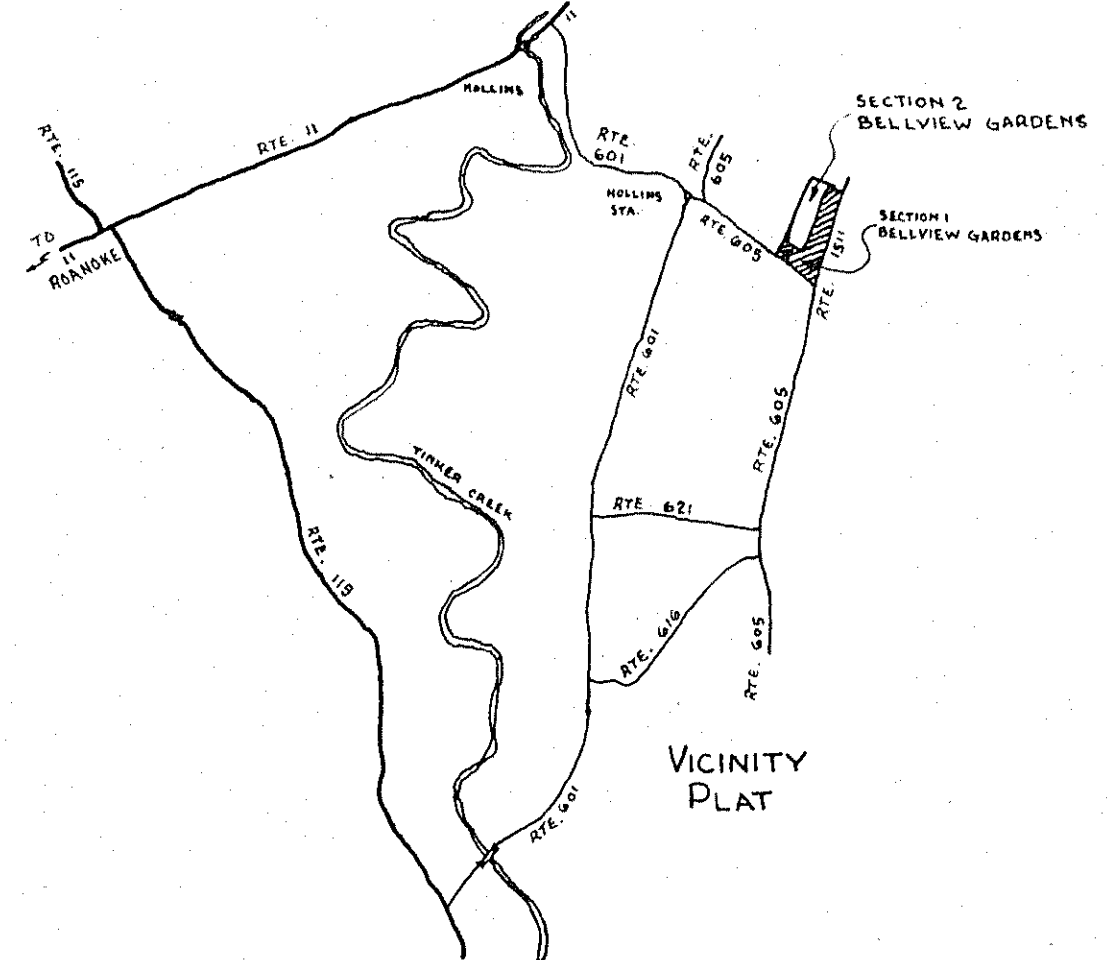 11
HOLLINS
RTE. 11
RTE. 115
TO
11
ROANOKE
RTE.
601
RTE.
605
HOLLINS
STA.
RTE. 605
SECTION 2
BELLVIEW GARDENS
SECTION 1
BELLVIEW GARDENS
RTE. 1511
RTE. 601
RTE. 605
TINKER CREEK
RTE. 621
RTE. 115
RTE. 616
RTE. 605
VICINITY
PLAT
RTE. 601